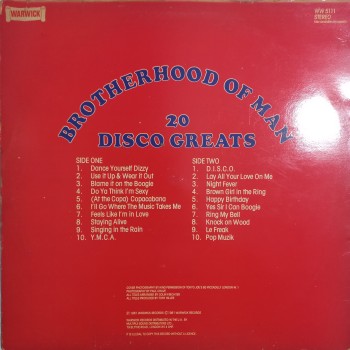 WARWICK
WW 5111
STEREO
BROTHERHOOD OF MAN
20
DISCO GREATS
SIDE ONE
1. Dance Yourself Dizzy
2. Use it Up & Wear it Out
3. Blame it on the Boogie
4. Do Ya Think I'm Sexy
5. (At the Copa) Copacabana
6. I'll Go Where the Music Takes Me
7. Feels Like I'm in Love
8. Staying Alive
9. Singing in the Rain
10. Y.M.C.A.
SIDE TWO
1. D.I.S.C.O.
2. Lay All Your Love On Me
3. Night Fever
4. Brown Girl in the Ring
5. Happy Birthday
6. Yes Sir I Can Boogie
7. Ring My Bell
8. Knock on Wood
9. Le Freak
10. Pop Muzik